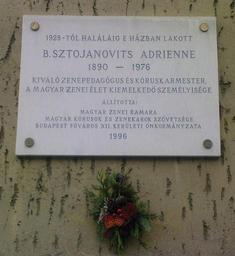 1928-TÓL HALÁLÁIG E HÁZBAN LAKOTT
B. SZTOJANOVITS ADRIENNE
1890 — 1976
KIVÁLÓ ZENEPEDAGÓGUS ÉS KÓRUSKARMESTER,
A MAGYAR ZENEI ÉLET KIEMELKEDŐ SZEMÉLYISÉGE
ÁLLÍTOTTA:
MAGYAR ZENEI KAMARA
MAGYAR KÓRUSOK ÉS ZENEKAROK SZÖVETSÉGE
BUDAPEST FŐVÁROS XII. KERÜLETI ÖNKORMÁNYZATA
1996